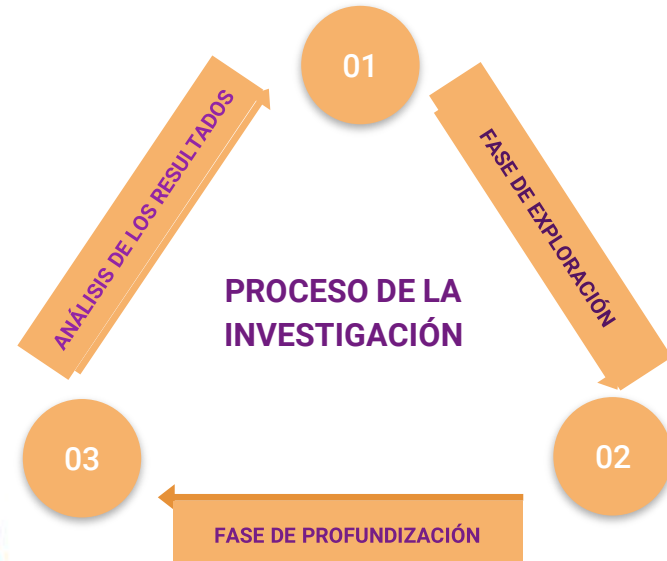 01
FASE DE EXPLORACIÓN
02
FASE DE PROFUNDIZACIÓN
03
ANÁLISIS DE LOS RESULTADOS
PROCESO DE LA
INVESTIGACIÓN